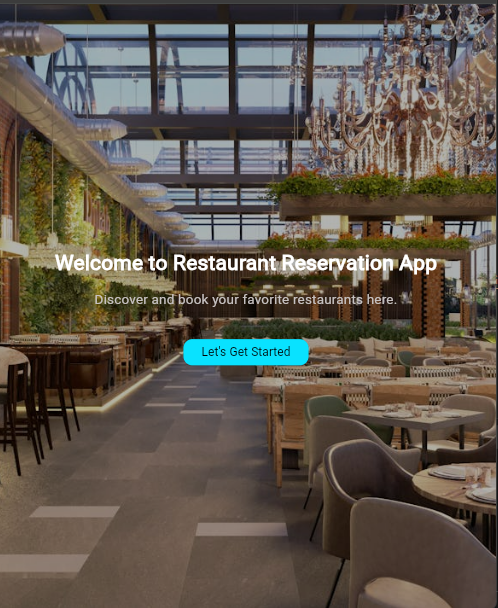 Welcome to Restaurant Reservation App
Discover and book your favorite restaurants here.
Let's Get Started